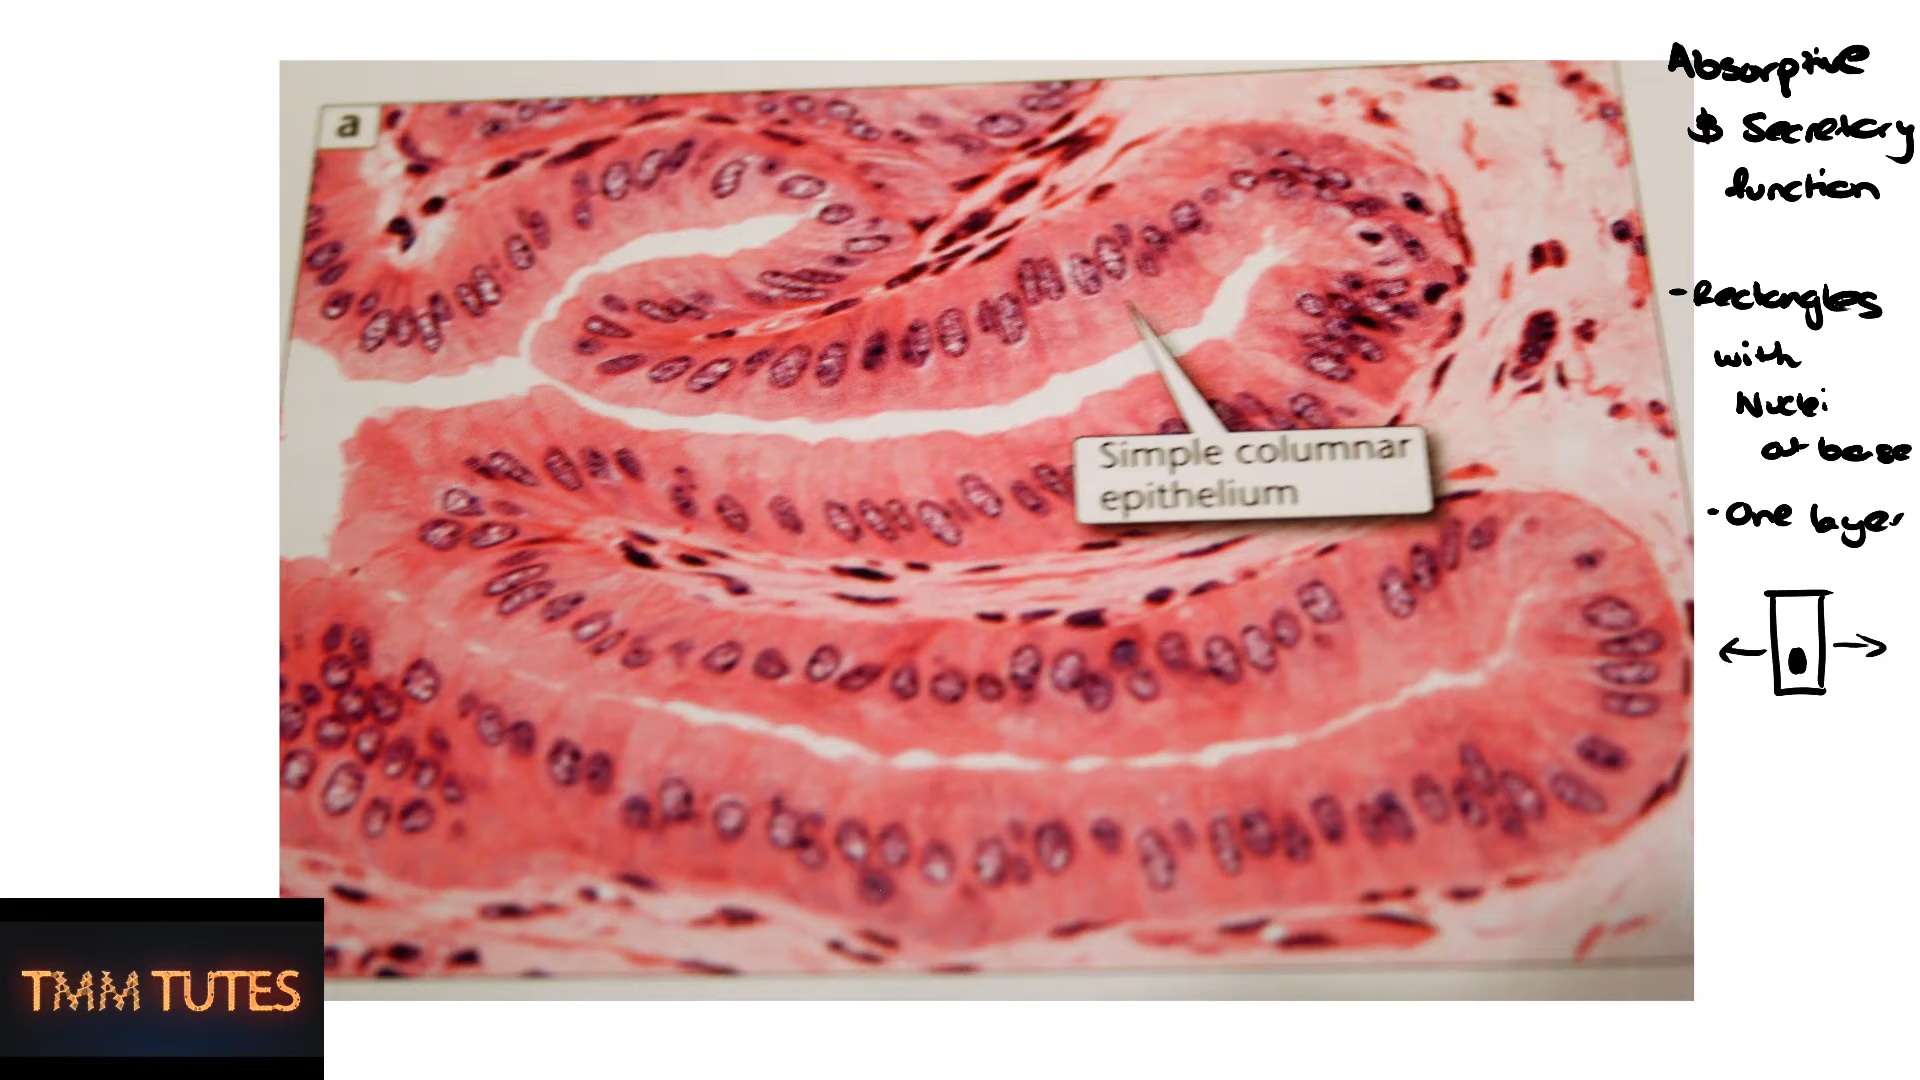 a
Simple columnar
epithelium
Absorptive
& Secretory
function
- Rectangles
with
Nuclei
at base
- One layer
TMM TUTES